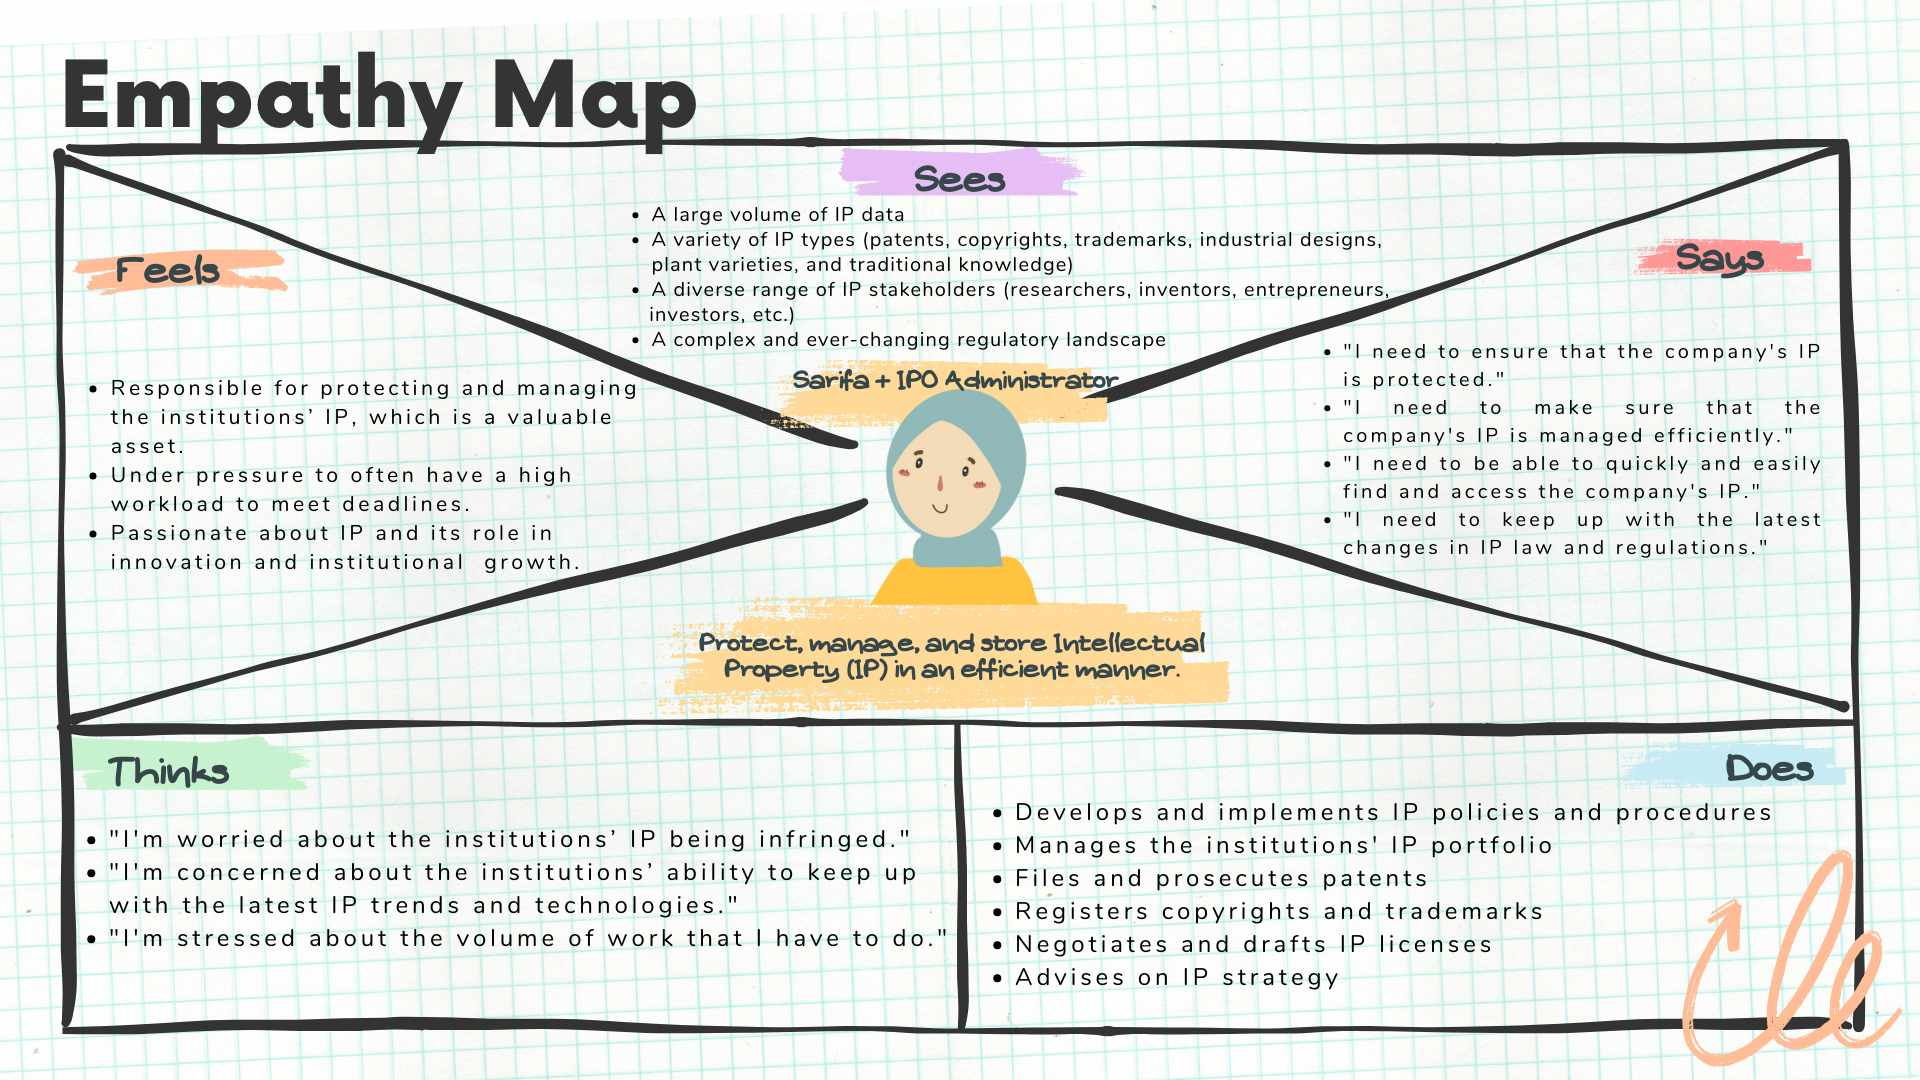 Empathy Map
Sees
• A large volume of IP data
• A variety of IP types (patents, copyrights, trademarks, industrial designs,
plant varieties, and traditional knowledge)
• A diverse range of IP stakeholders (researchers, inventors, entrepreneurs,
investors, etc.)
• A complex and ever-changing regulatory landscape
Feels
• Responsible for protecting and managing
the institutions’ IP, which is a valuable
asset.
• Under pressure to often have a high
workload to meet deadlines.
• Passionate about IP and its role in
innovation and institutional growth.
Sarifa + IPO Administrator
Protect, manage, and store Intellectual
Property (IP) in an efficient manner.
Says
• "I need to ensure that the company's IP
is protected."
• "I need to make sure that the
company's IP is managed efficiently."
• "I need to be able to quickly and easily
find and access the company's IP."
• "I need to keep up with the latest
changes in IP law and regulations."
Thinks
• "I'm worried about the institutions’ IP being infringed."
• "I'm concerned about the institutions’ ability to keep up
with the latest IP trends and technologies."
• "I'm stressed about the volume of work that I have to do."
Does
• Develops and implements IP policies and procedures
• Manages the institutions' IP portfolio
• Files and prosecutes patents
• Registers copyrights and trademarks
• Negotiates and drafts IP licenses
• Advises on IP strategy